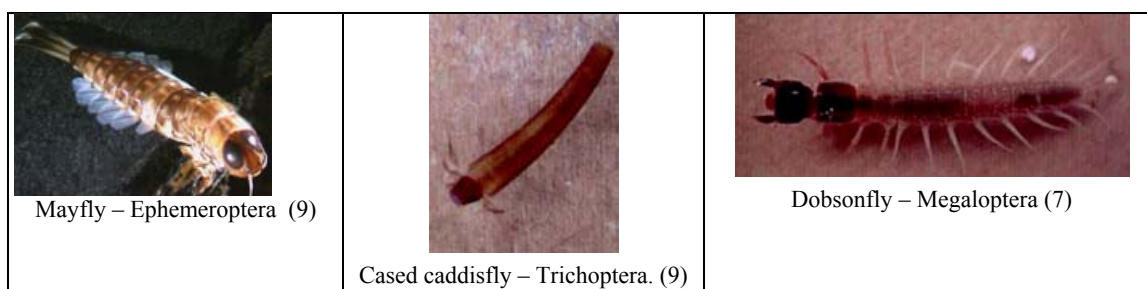 Mayfly – Ephemeroptera (9)
Cased caddisfly – Trichoptera. (9)
Dobsonfly – Megaloptera (7)